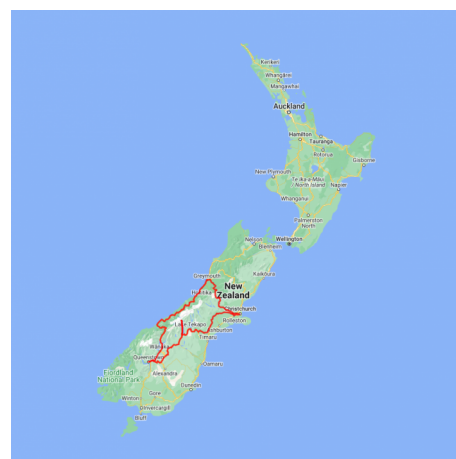 Kerikeri
Whangārei
Mangawhai
Auckland
Hamilton
Tauranga
Rotorua
Gisborne
New Plymouth
Te-Ika-a-Māui
North Island
Napier
Whanganui
Palmerston
North
Wellington
Nelson
Blenheim
Kaikōura
Greymouth
Hokitika
New
Zealand
Christchurch
Rolleston
Lake Tekapo
Ashburton
Timaru
Wānaka
Queenstown
Oamaru
Fiordland
National Park
Alexandra
Dunedin
Gore
Winton
Invercargill
Bluff